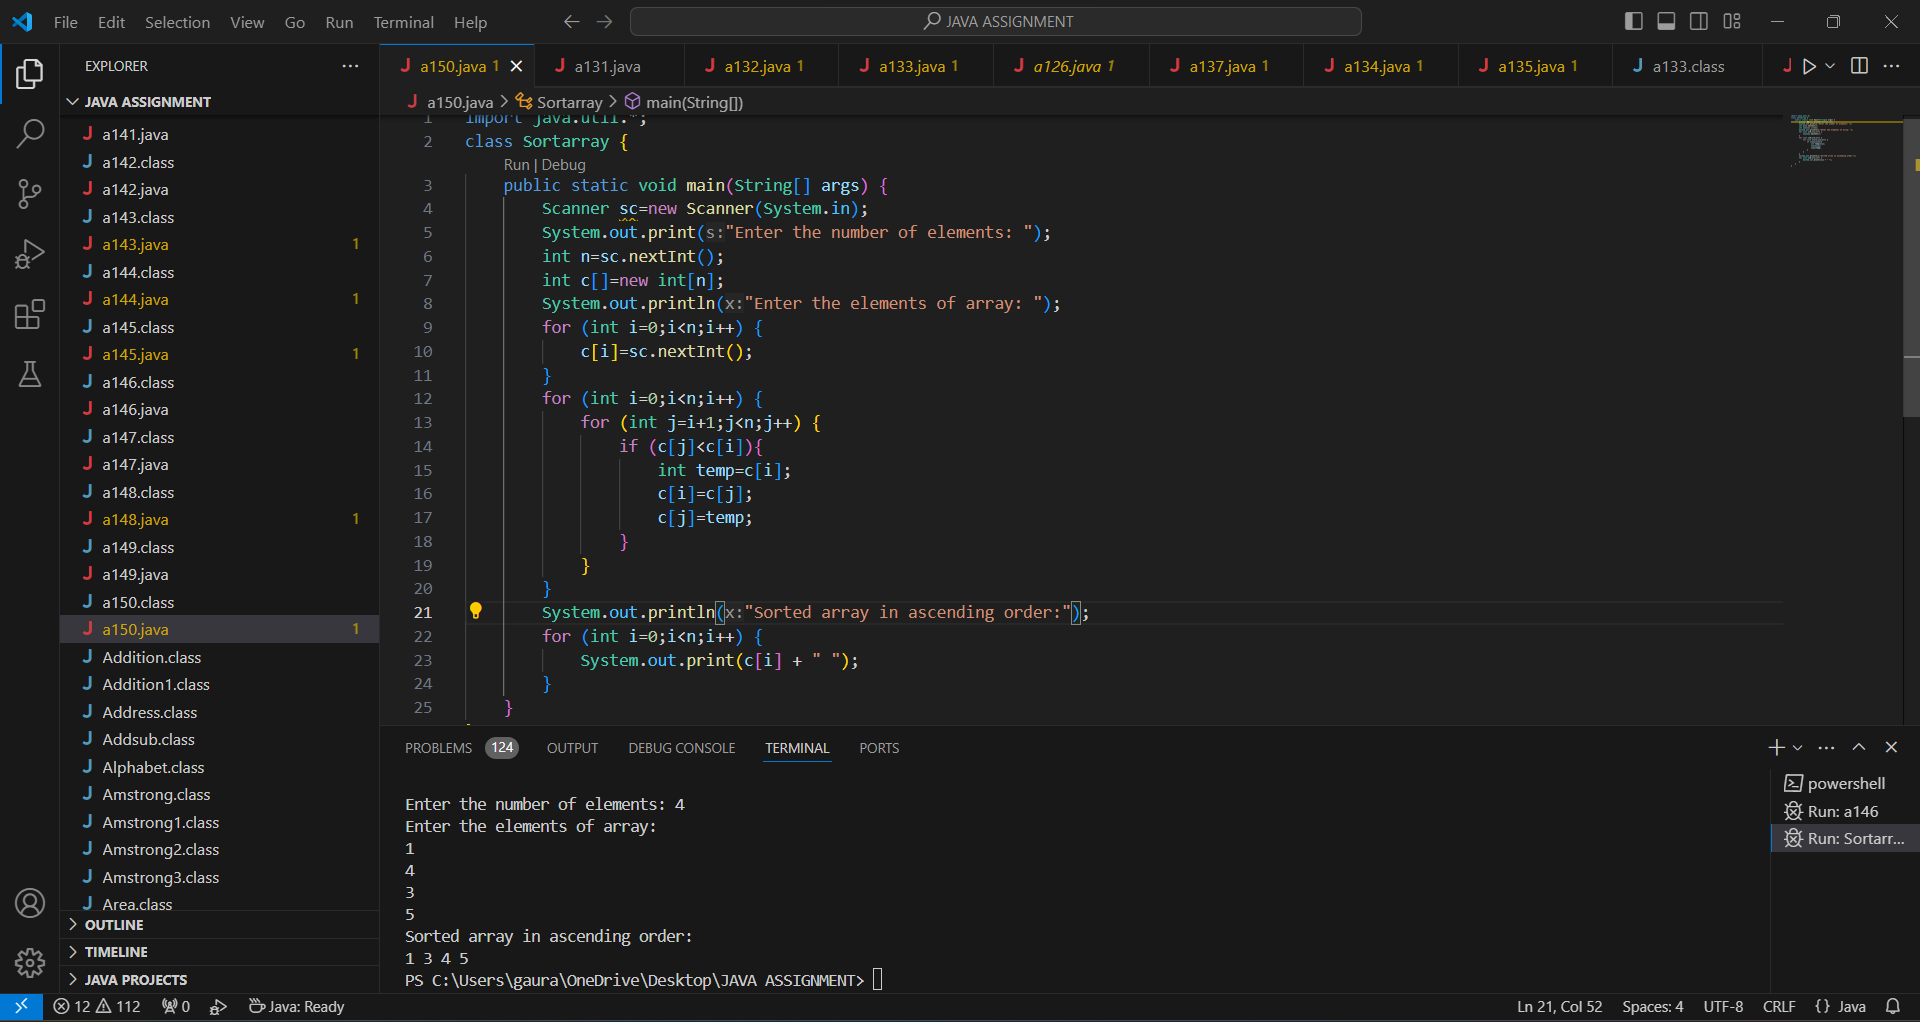 File Edit Selection View Go Run Terminal Help
JAVA ASSIGNMENT
EXPLORER
JAVA ASSIGNMENT
a141.java
a142.class
a142.java
a143.class
a143.java 1
a144.class
a144.java 1
a145.class
a145.java 1
a146.class
a146.java
a147.class
a147.java
a148.class
a148.java 1
a149.class
a149.java
a150.class
a150.java 1
Addition.class
Addition1.class
Address.class
Addsub.class
Alphabet.class
Amstrong.class
Amstrong1.class
Amstrong2.class
Amstrong3.class
Area.class
OUTLINE
TIMELINE
JAVA PROJECTS
a150.java 1 a131.java a132.java 1 a133.java 1 a126.java 1 a137.java 1 a134.java 1 a135.java 1 a133.class
a150.java > Sortarray > main(String[])
1 import java.util.*;
2 class Sortarray {
Run | Debug
3 public static void main(String[] args) {
4 Scanner sc=new Scanner(System.in);
5 System.out.print(s:"Enter the number of elements: ");
6 int n=sc.nextInt();
7 int c[]=new int[n];
8 System.out.println(x:"Enter the elements of array: ");
9 for (int i=0;i<n;i++) {
10 c[i]=sc.nextInt();
11 }
12 for (int i=0;i<n;i++) {
13 for (int j=i+1;j<n;j++) {
14 if (c[j]<c[i]){
15 int temp=c[i];
16 c[i]=c[j];
17 c[j]=temp;
18 }
19 }
20 }
21 System.out.println(x:"Sorted array in ascending order:");
22 for (int i=0;i<n;i++) {
23 System.out.print(c[i] + " ");
24 }
25 }
PROBLEMS 124 OUTPUT DEBUG CONSOLE TERMINAL PORTS
Enter the number of elements: 4
Enter the elements of array:
1
4
3
5
Sorted array in ascending order:
1 3 4 5
PS C:\Users\gaura\OneDrive\Desktop\JAVA ASSIGNMENT>
powershell
Run: a146
Run: Sortarr...
12 112 0 Java: Ready
Ln 21, Col 52 Spaces: 4 UTF-8 CRLF {} Java